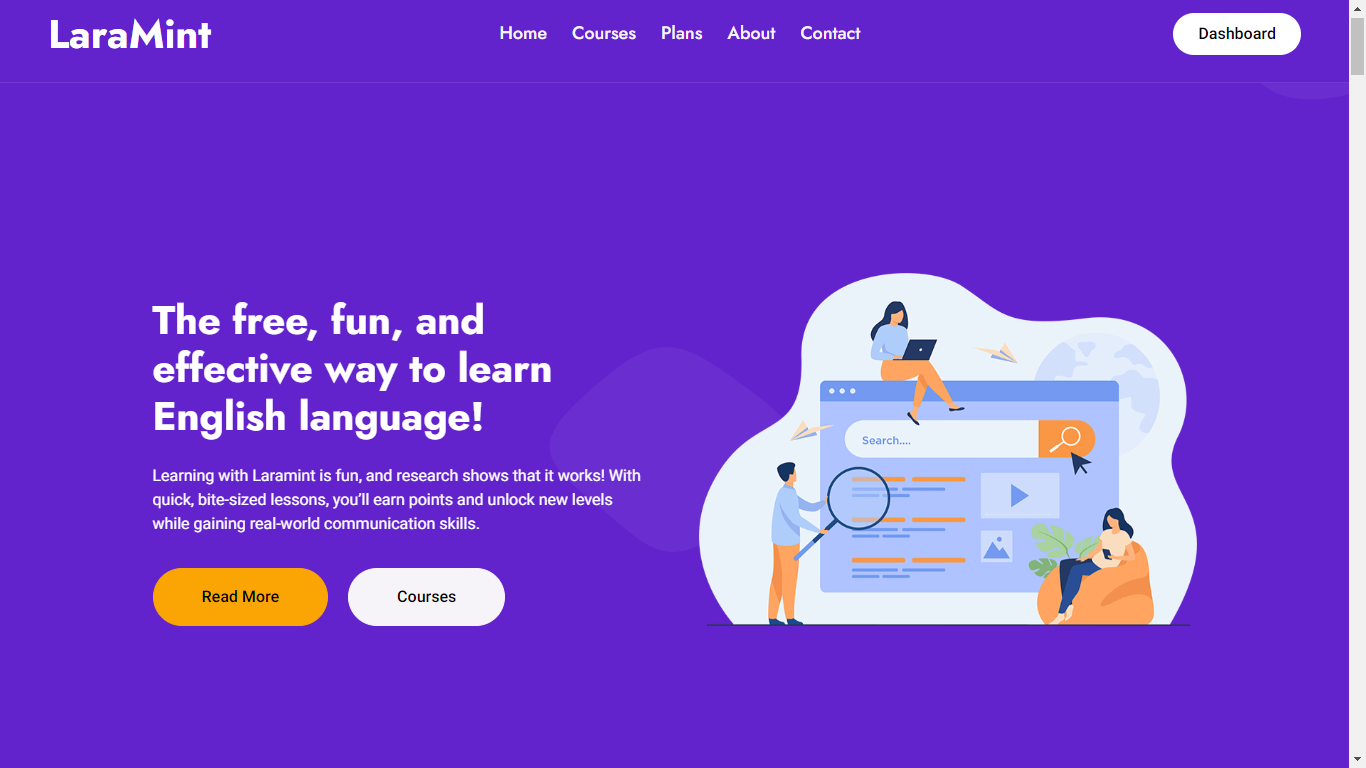 LaraMint
Home Courses Plans About Contact
Dashboard
The free, fun, and
effective way to learn
English language!
Learning with Laramint is fun, and research shows that it works! With
quick, bite-sized lessons, you’ll earn points and unlock new levels
while gaining real-world communication skills.
Read More
Courses
Search....